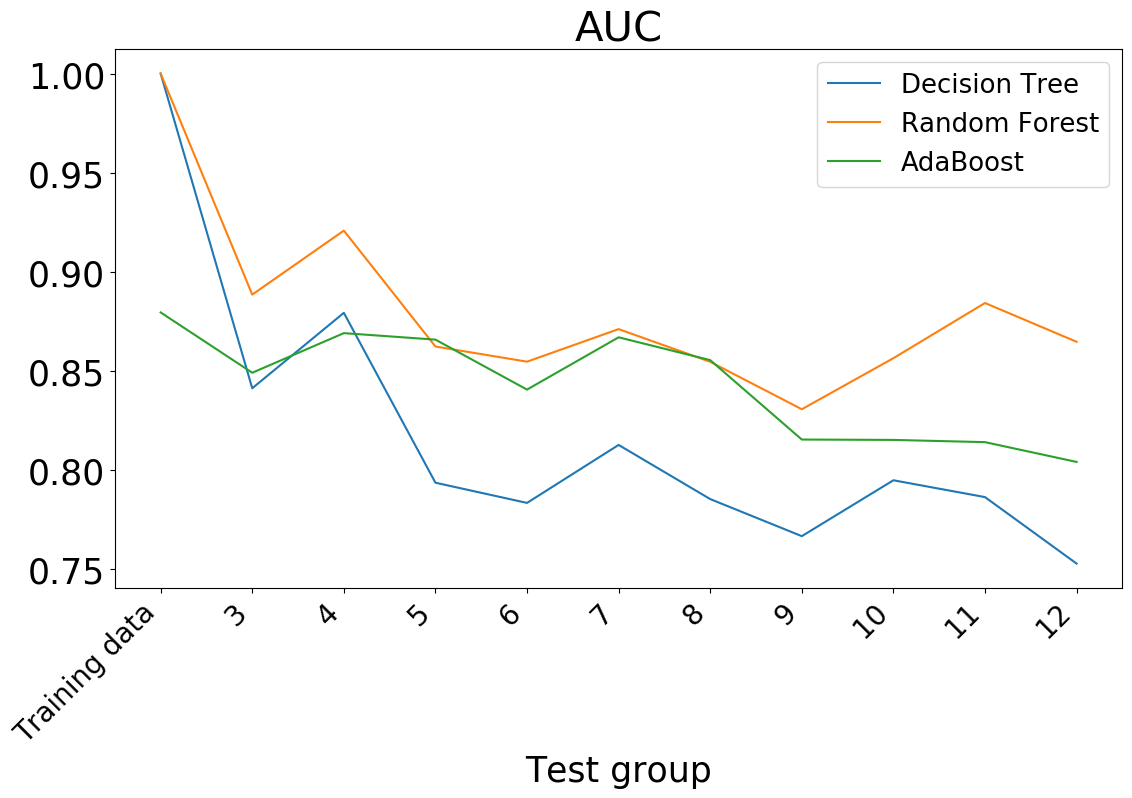 AUC
1.00
0.95
0.90
0.85
0.80
0.75
Decision Tree
Random Forest
AdaBoost
Training data
3
4
5
6
7
8
9
10
11
12
Test group